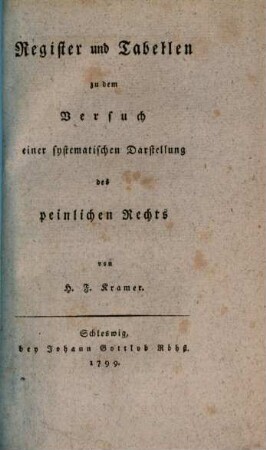 Register und Tabellen
zu dem
Versuch
einer systematischen Darstellung
des
peinlichen Rechts
von
H. F. Kramer.
Schleswig,
bey Johann Gottlob Röhß.
1799.